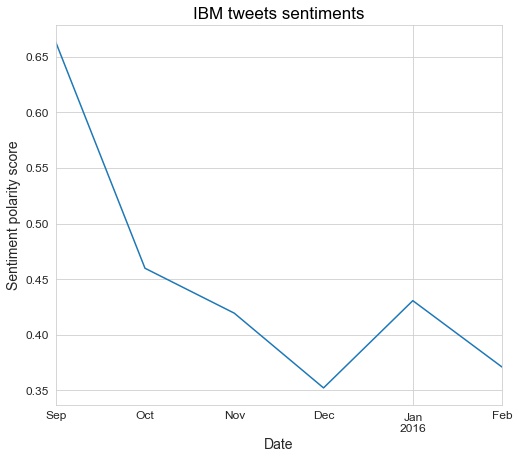 IBM tweets sentiments
Sentiment polarity score
0.65
0.60
0.55
0.50
0.45
0.40
0.35
Sep Oct Nov Dec Jan Feb
2016
Date